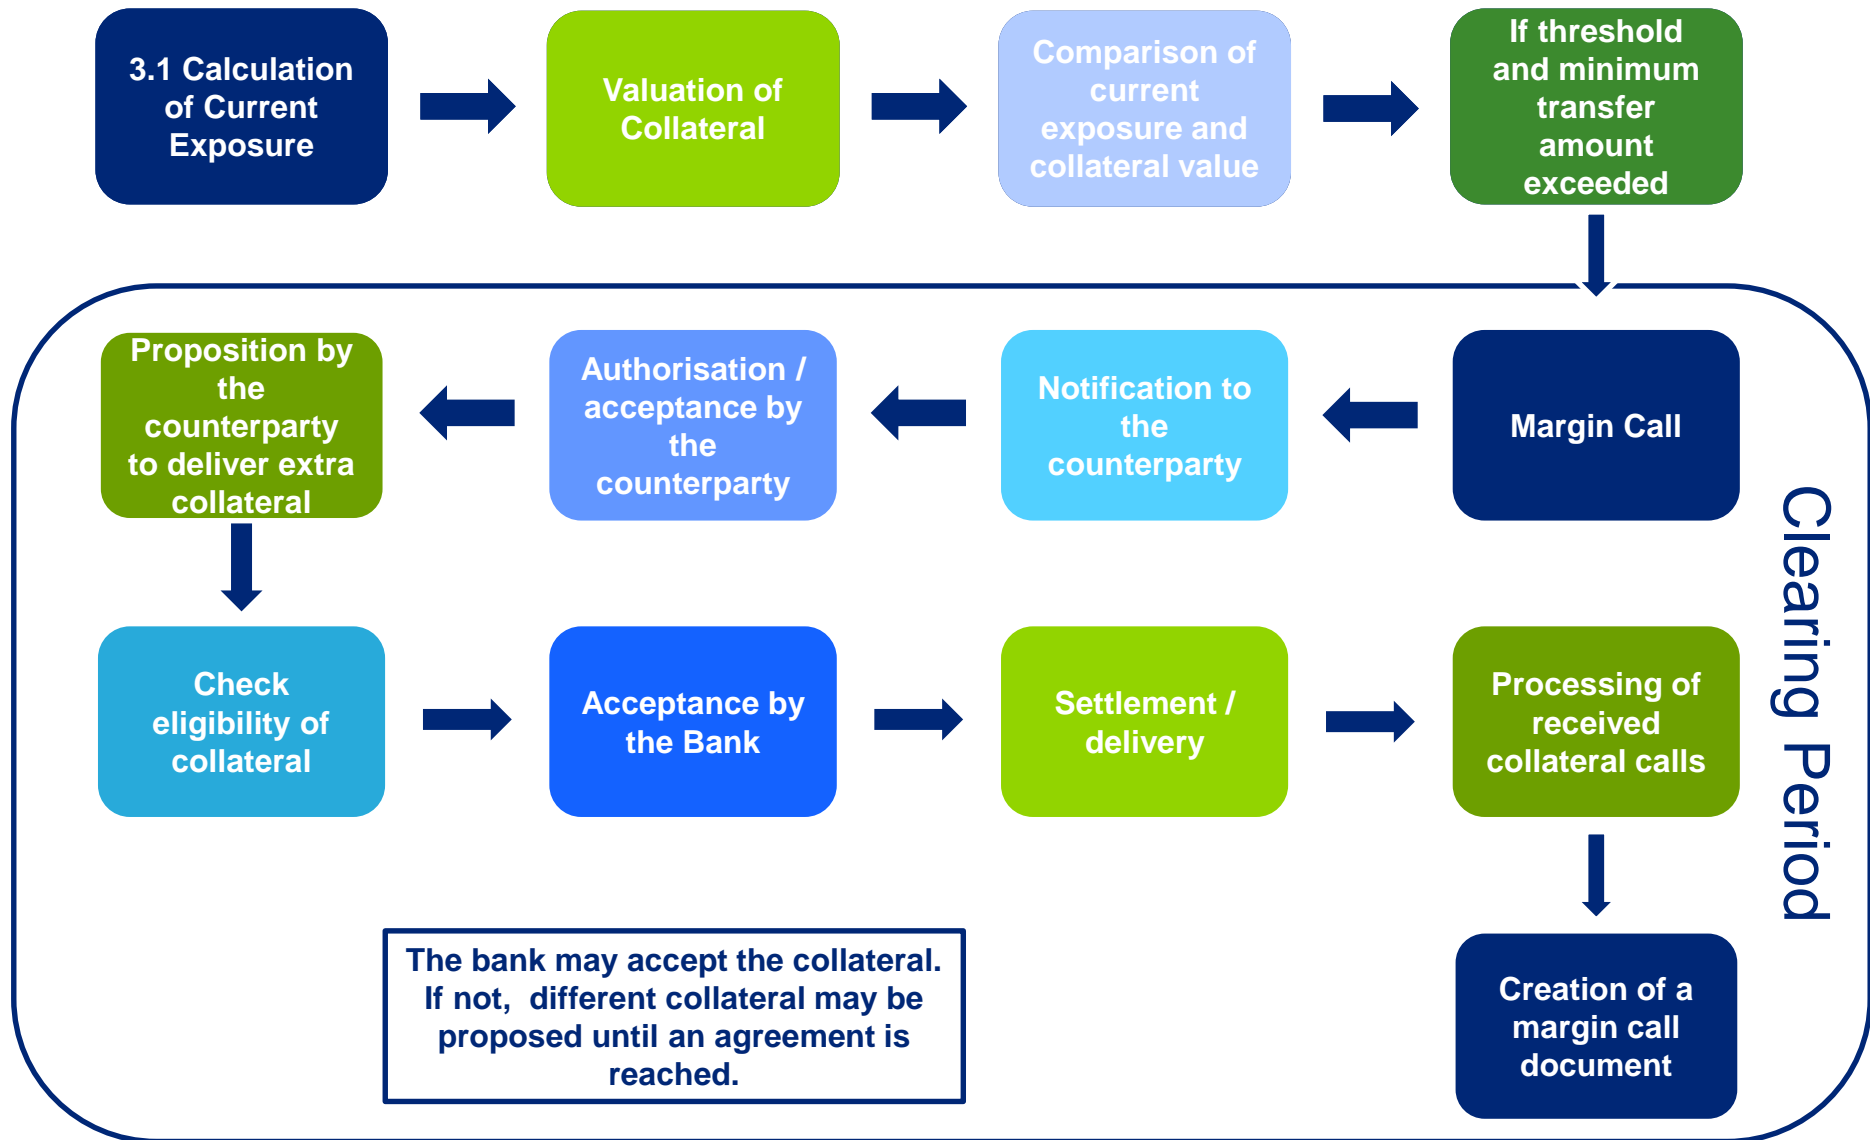 3.1 Calculation
of Current
Exposure
Valuation of
Collateral
Comparison of
current
exposure and
collateral value
If threshold
and minimum
transfer
amount
exceeded
Proposition by
the
counterparty
to deliver extra
collateral
Authorisation /
acceptance by
the
counterparty
Notification to
the
counterparty
Margin Call
Clearing Period
Check
eligibility of
collateral
Acceptance by
the Bank
Settlement /
delivery
Processing of
received
collateral calls
The bank may accept the collateral.
If not,  different collateral may be
proposed until an agreement is
reached.
Creation of a
margin call
document